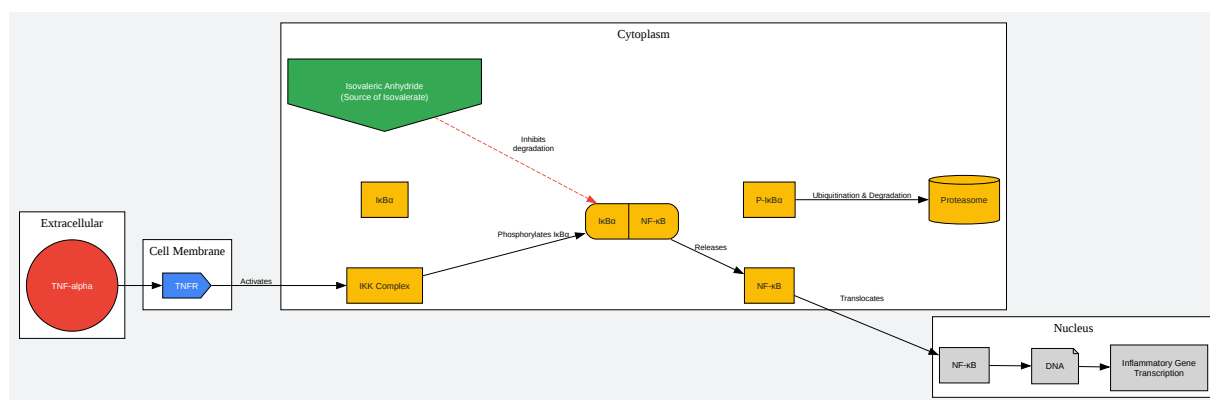 Cytoplasm
Isovaleric Anhydride
(Source of Isovalerate)
Inhibits
degradation
IκBα
P-IκBα
Ubiquitination & Degradation
Proteasome
IκBα
NF-κB
Extracellular
TNF-alpha
Cell Membrane
TNFR
Activates
Phosphorylates IκBα
IKK Complex
Releases
NF-κB
Translocates
Nucleus
NF-κB
DNA
Inflammatory Gene
Transcription